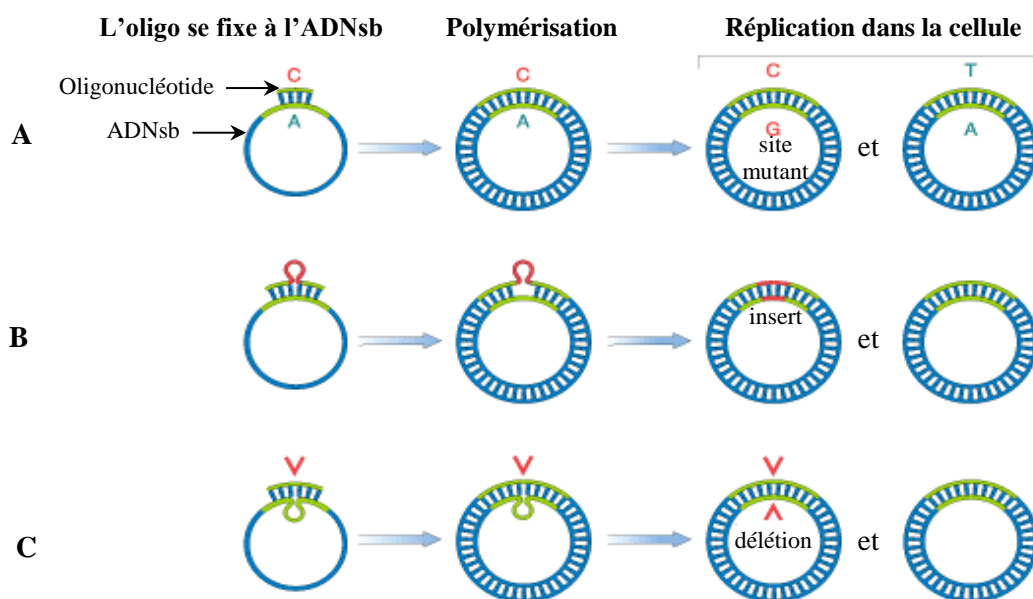 L'oligo se fixe à l'ADNsb Polymérisation Réplication dans la cellule
Oligonucléotide
ADNsb
A
C
A
C
A
C
G
site
mutant
et
T
A
B
insert
et
C
délétion
et